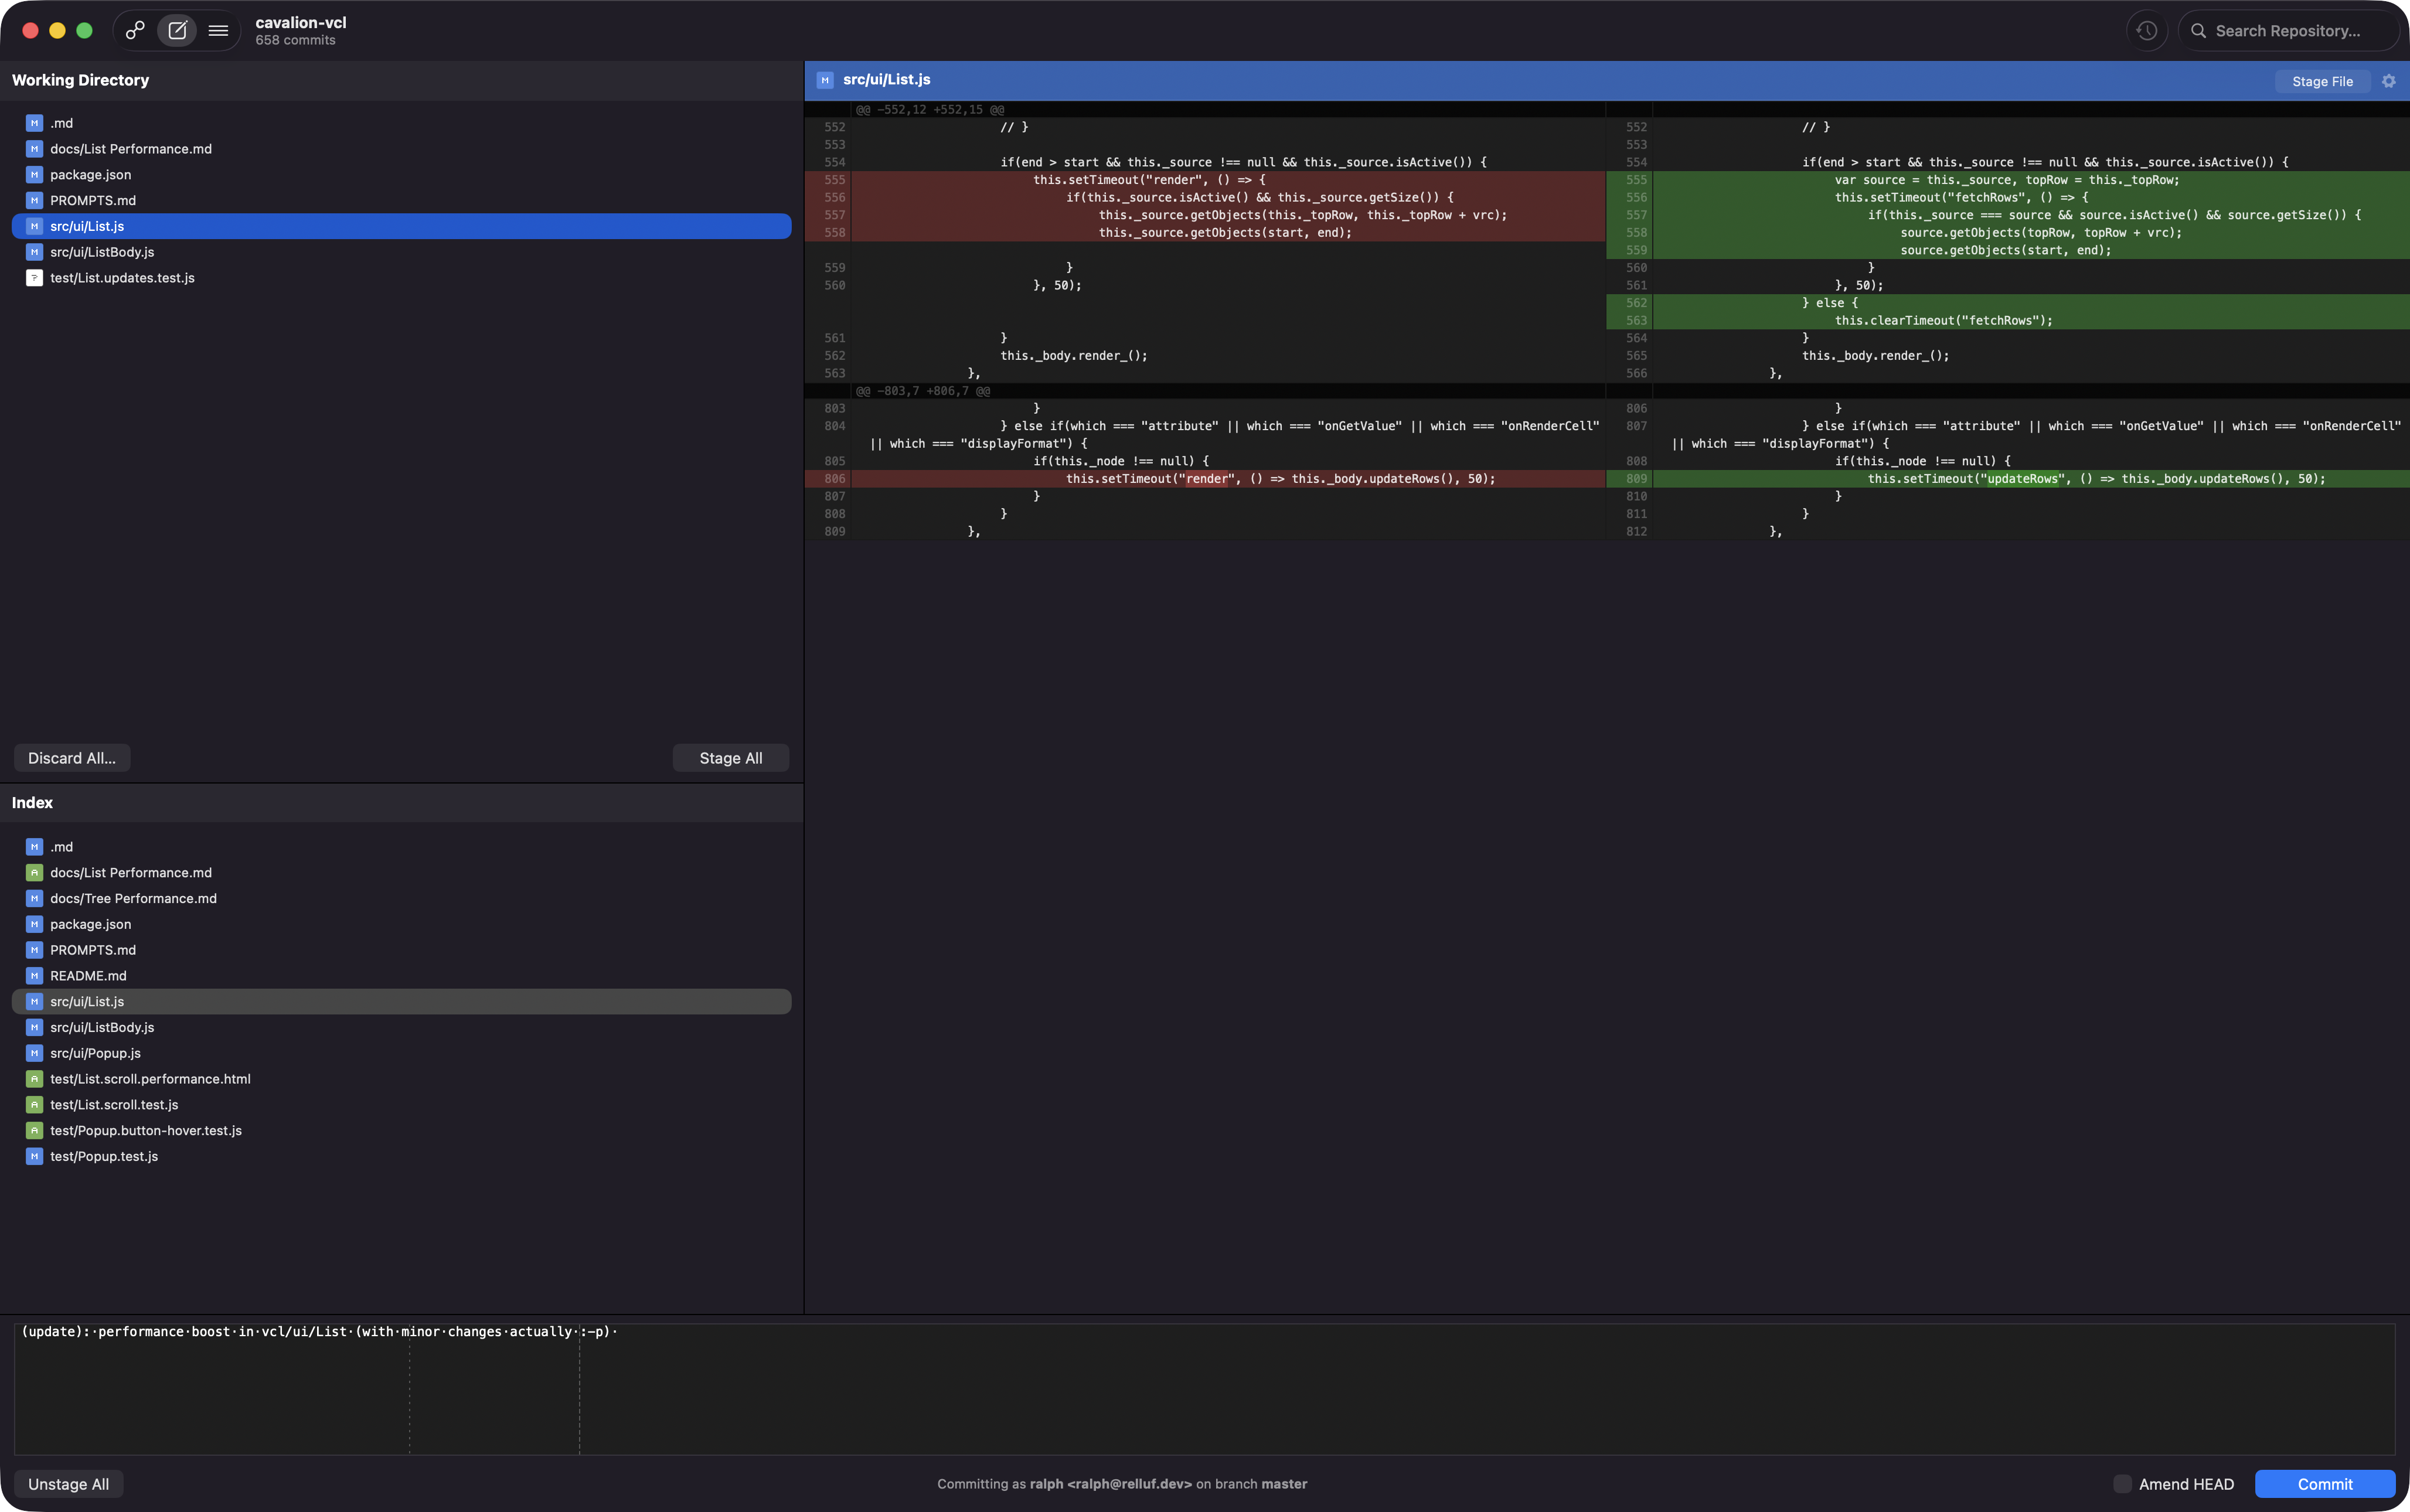 cavalion-vcl
658 commits
Search Repository...
Working Directory
M .md
M docs/List Performance.md
M package.json
M PROMPTS.md
M src/ui/List.js
M src/ui/ListBody.js
? test/List.updates.test.js
Discard All...
Stage All
Index
M .md
A docs/List Performance.md
M docs/Tree Performance.md
M package.json
M PROMPTS.md
M README.md
M src/ui/List.js
M src/ui/ListBody.js
M src/ui/Popup.js
A test/List.scroll.performance.html
A test/List.scroll.test.js
A test/Popup.button-hover.test.js
M test/Popup.test.js
M src/ui/List.js
Stage File
@@ -552,12 +552,15 @@
552 // }
553
554 if(end > start && this._source !== null && this._source.isActive()) {
555 this.setTimeout("render", () => {
556 if(this._source.isActive() && this._source.getSize()) {
557 this._source.getObjects(this._topRow, this._topRow + vrc);
558 this._source.getObjects(start, end);
559 }
560 }, 50);
561 }
562 this._body.render_();
563 },
@@ -803,7 +806,7 @@
803 }
804 } else if(which === "attribute" || which === "onGetValue" || which === "onRenderCell"
|| which === "displayFormat") {
805 if(this._node !== null) {
806 this.setTimeout("render", () => this._body.updateRows(), 50);
807 }
808 }
809 },
552 // }
553
554 if(end > start && this._source !== null && this._source.isActive()) {
555 var source = this._source, topRow = this._topRow;
556 this.setTimeout("fetchRows", () => {
557 if(this._source === source && source.isActive() && source.getSize()) {
558 source.getObjects(topRow, topRow + vrc);
559 source.getObjects(start, end);
560 }
561 }, 50);
562 } else {
563 this.clearTimeout("fetchRows");
564 }
565 this._body.render_();
566 },
806 }
807 } else if(which === "attribute" || which === "onGetValue" || which === "onRenderCell"
|| which === "displayFormat") {
808 if(this._node !== null) {
809 this.setTimeout("updateRows", () => this._body.updateRows(), 50);
810 }
811 }
812 },
(update):·performance·boost·in·vcl/ui/List·(with·minor·changes·actually·:-p)·
Unstage All
Committing as ralph <ralph@relluf.dev> on branch master
Amend HEAD
Commit